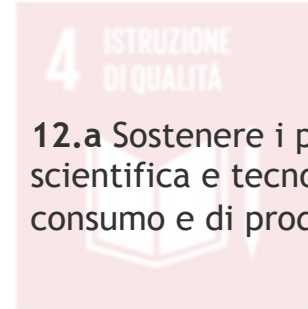 4 ISTRUZIONE
DI QUALITÀ
12.a Sostenere i
scientifica e
consumo e di